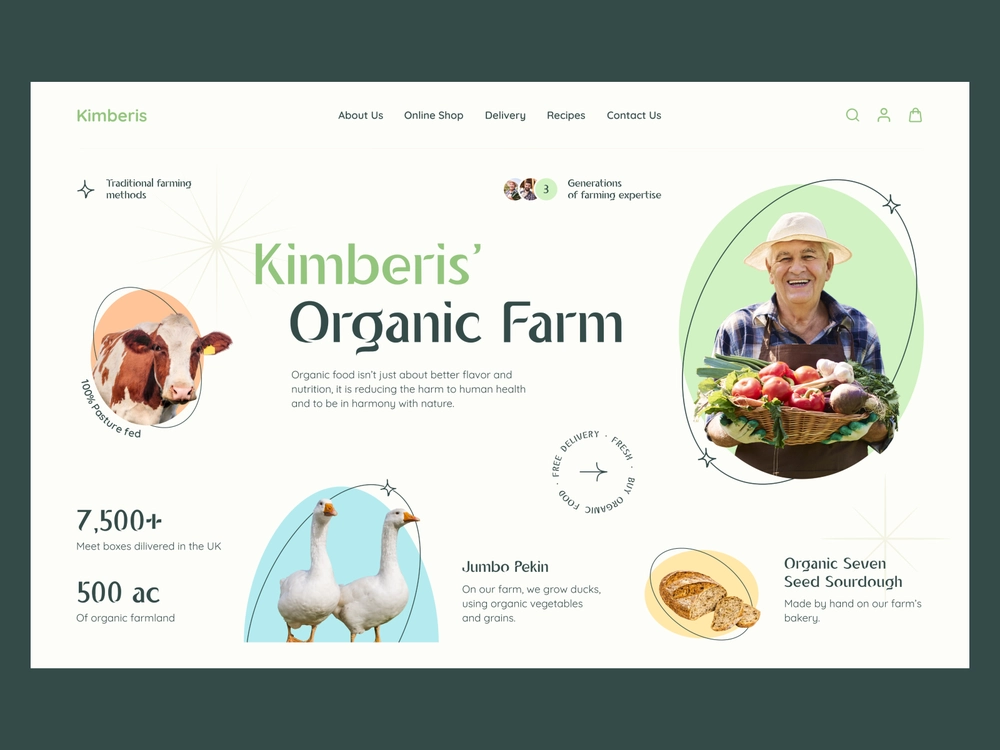 Kimberis
About Us
Online Shop
Delivery
Recipes
Contact Us
Traditional farming
methods
3
Generations
of farming expertise
Kimberis’
Organic Farm
Organic food isn’t just about better flavor and
nutrition, it is reducing the harm to human health
and to be in harmony with nature.
100% Pasture fed
FREE DELIVERY · FRESH · BUY ORGANIC FOOD ·
7,500+
Meet boxes dilivered in the UK
500 ac
Of organic farmland
Jumbo Pekin
On our farm, we grow ducks,
using organic vegetables
and grains.
Organic Seven
Seed Sourdough
Made by hand on our farm’s
bakery.